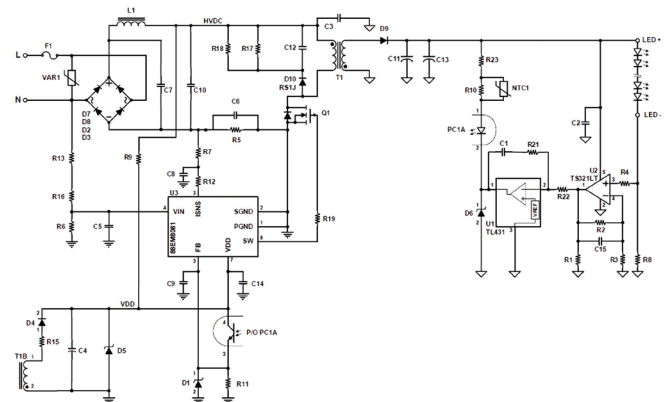 L1
HVDC
C3
D9
LED+
L
F1
R18
R17
C12
T1
C11
C13
R23
VAR1
C7
C10
D10
RS1J
R10
NTC1
N
D7
D8
D2
D3
C6
Q1
PC1A
C2
LED -
R5
C1
R21
U2
TS321LT
R13
R9
R7
C8
R12
R4
R16
U3
R19
D6
U1
TL431
VREF
R22
R2
C15
R6
C5
88EM8081
VIN
ISNS
SGND
PGND
SW
FB
VDD
R1
R3
R8
C9
C14
VDD
D4
R15
C4
D5
P/O PC1A
T1B
D1
R11